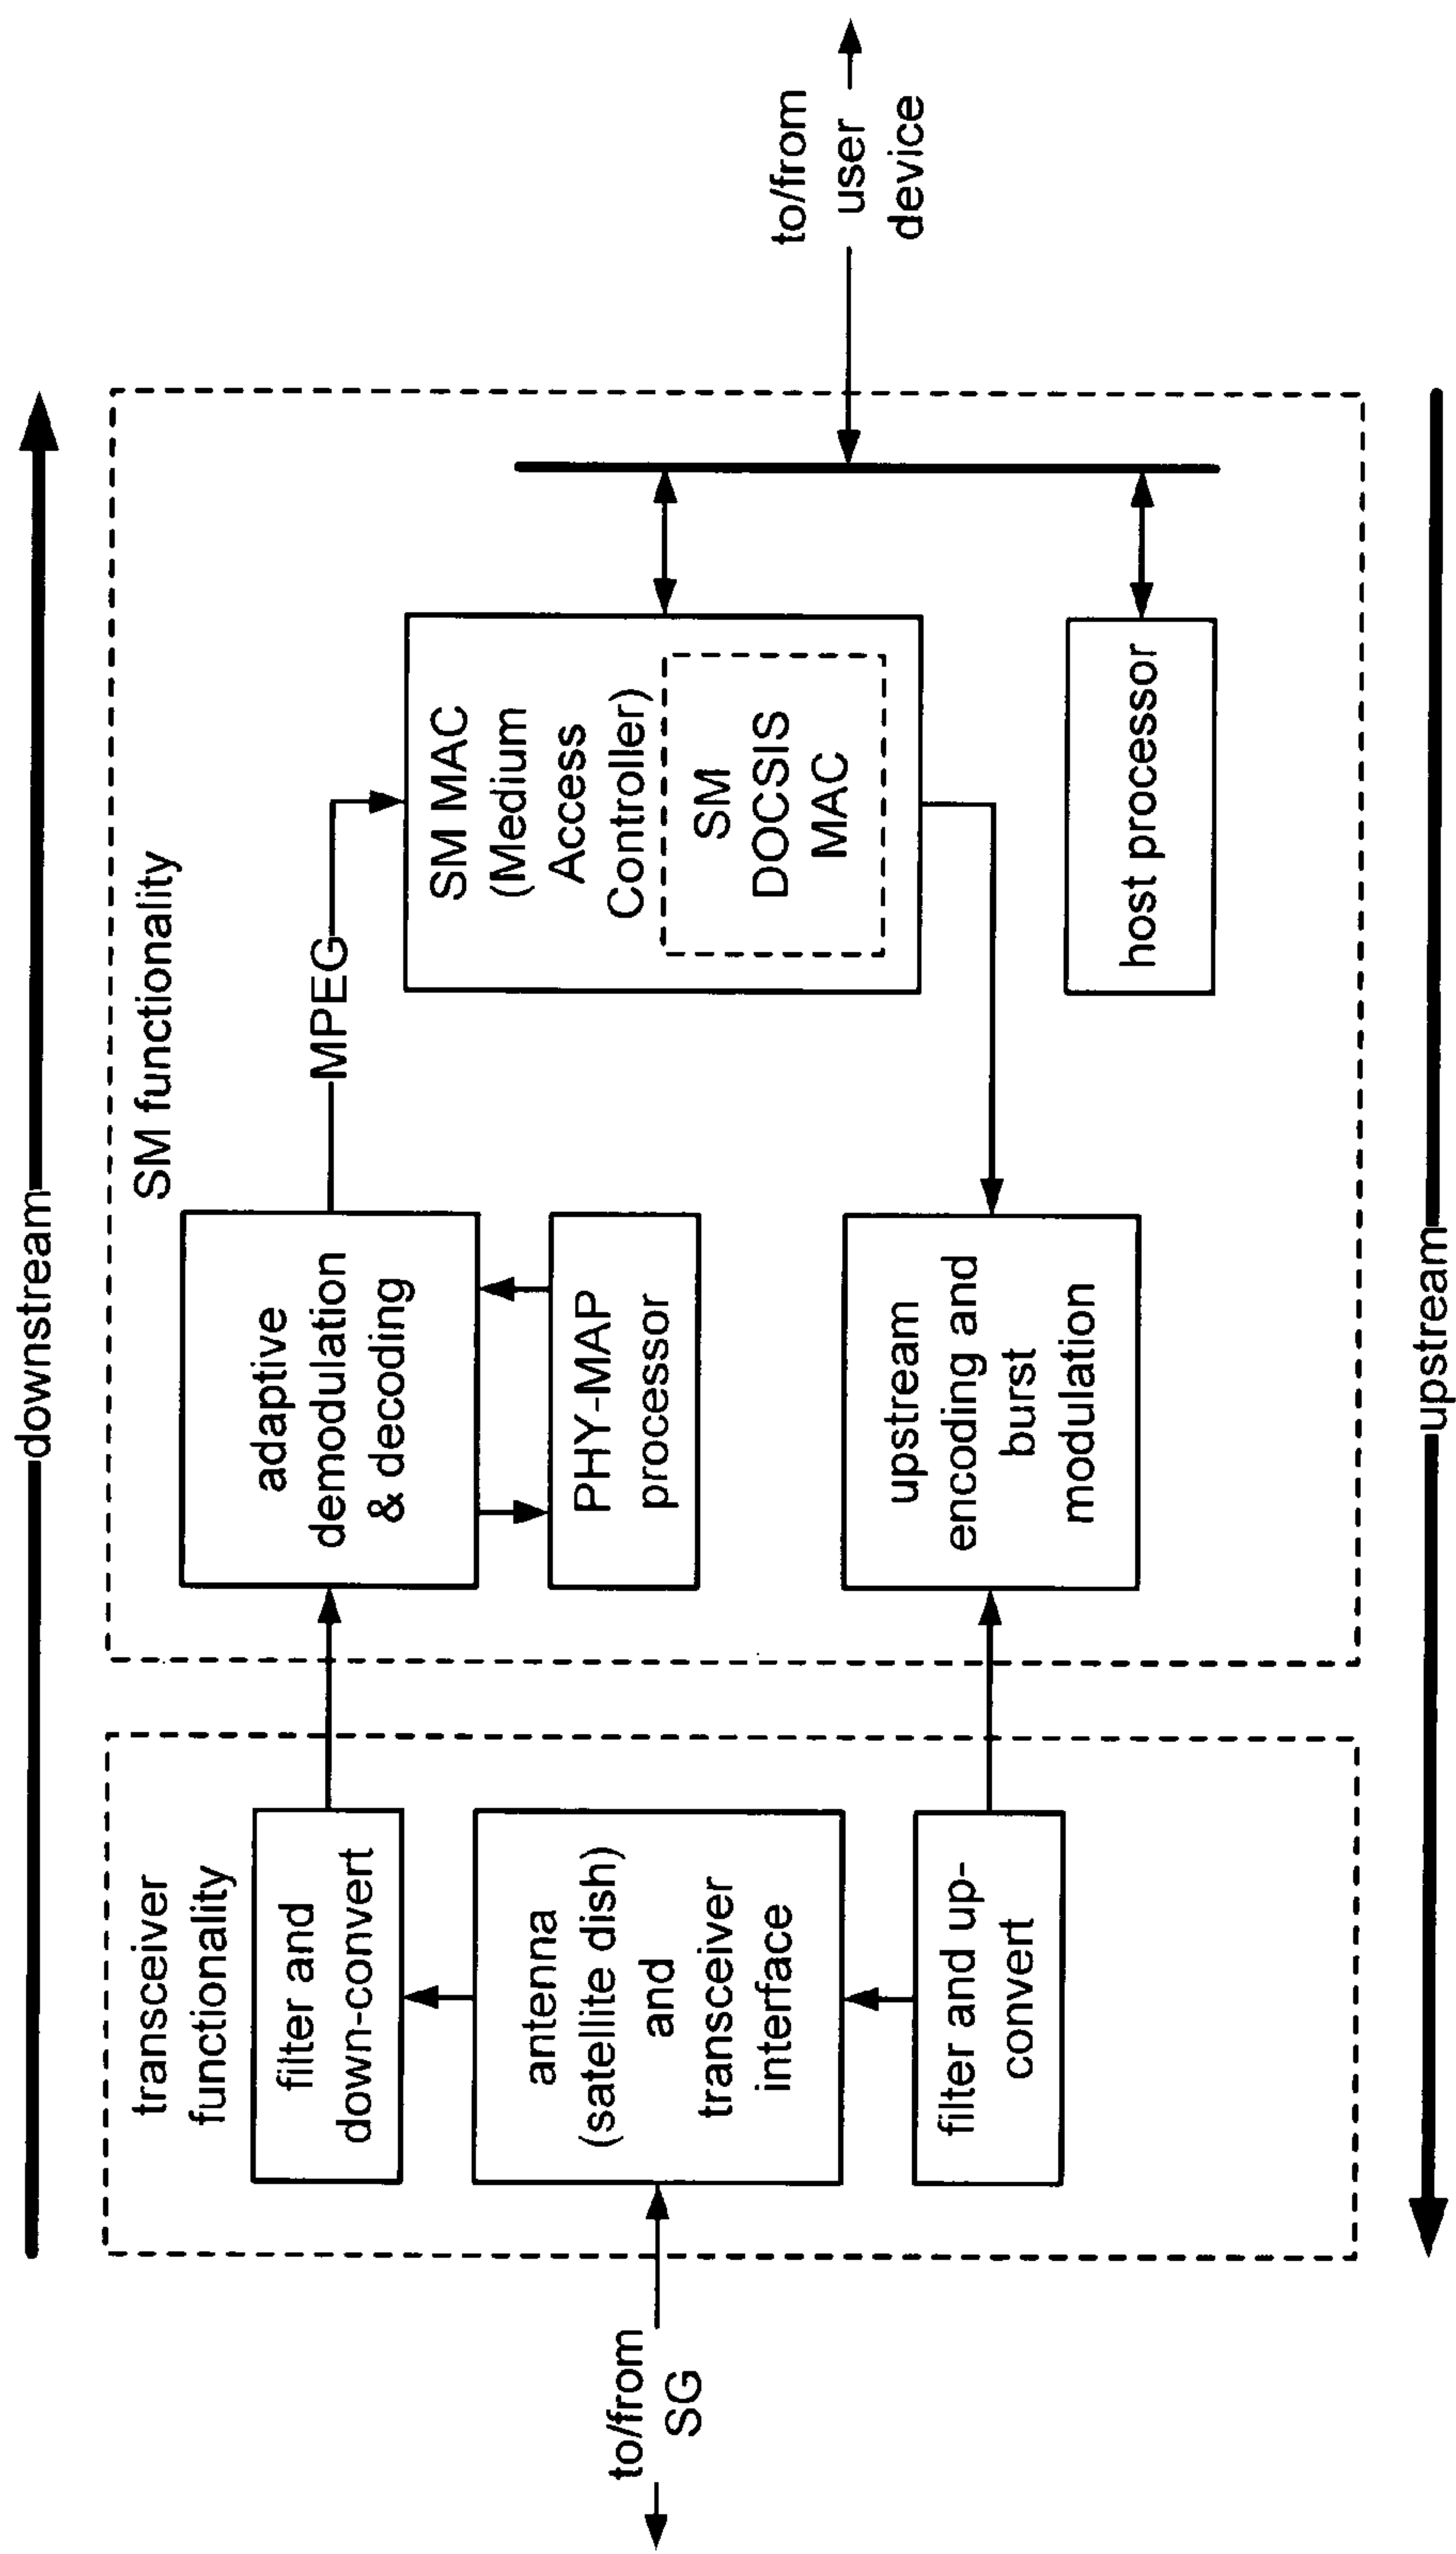 downstream
SM functionality
transceiver
functionality
filter and
down-convert
antenna
(satellite dish)
and
transceiver
interface
filter and up-
convert
to/from
SG
adaptive
demodulation
& decoding
PHY-MAP
processor
upstream
encoding and
burst
modulation
MPEG
SM MAC
(Medium
Access
Controller)
SM
DOCSIS
MAC
host processor
to/from
user
device
upstream